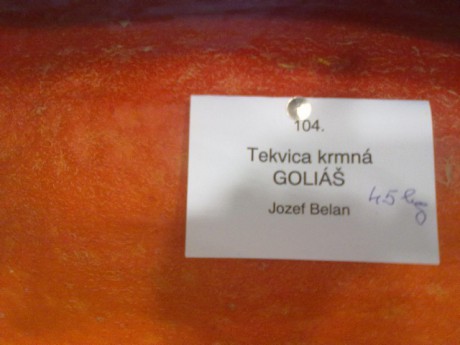 104.
Tekvica krmná
GOLIÁŠ
45 kg
Jozef Belan